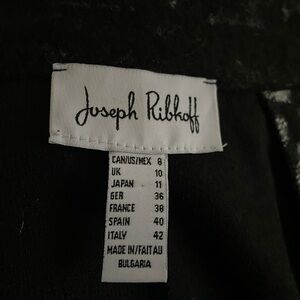 Joseph Ribkoff
CAN/US/MEX 8
UK 10
JAPAN 11
GER 36
FRANCE 38
SPAIN 40
ITALY 42
MADE IN/FAIT AU
BULGARIA